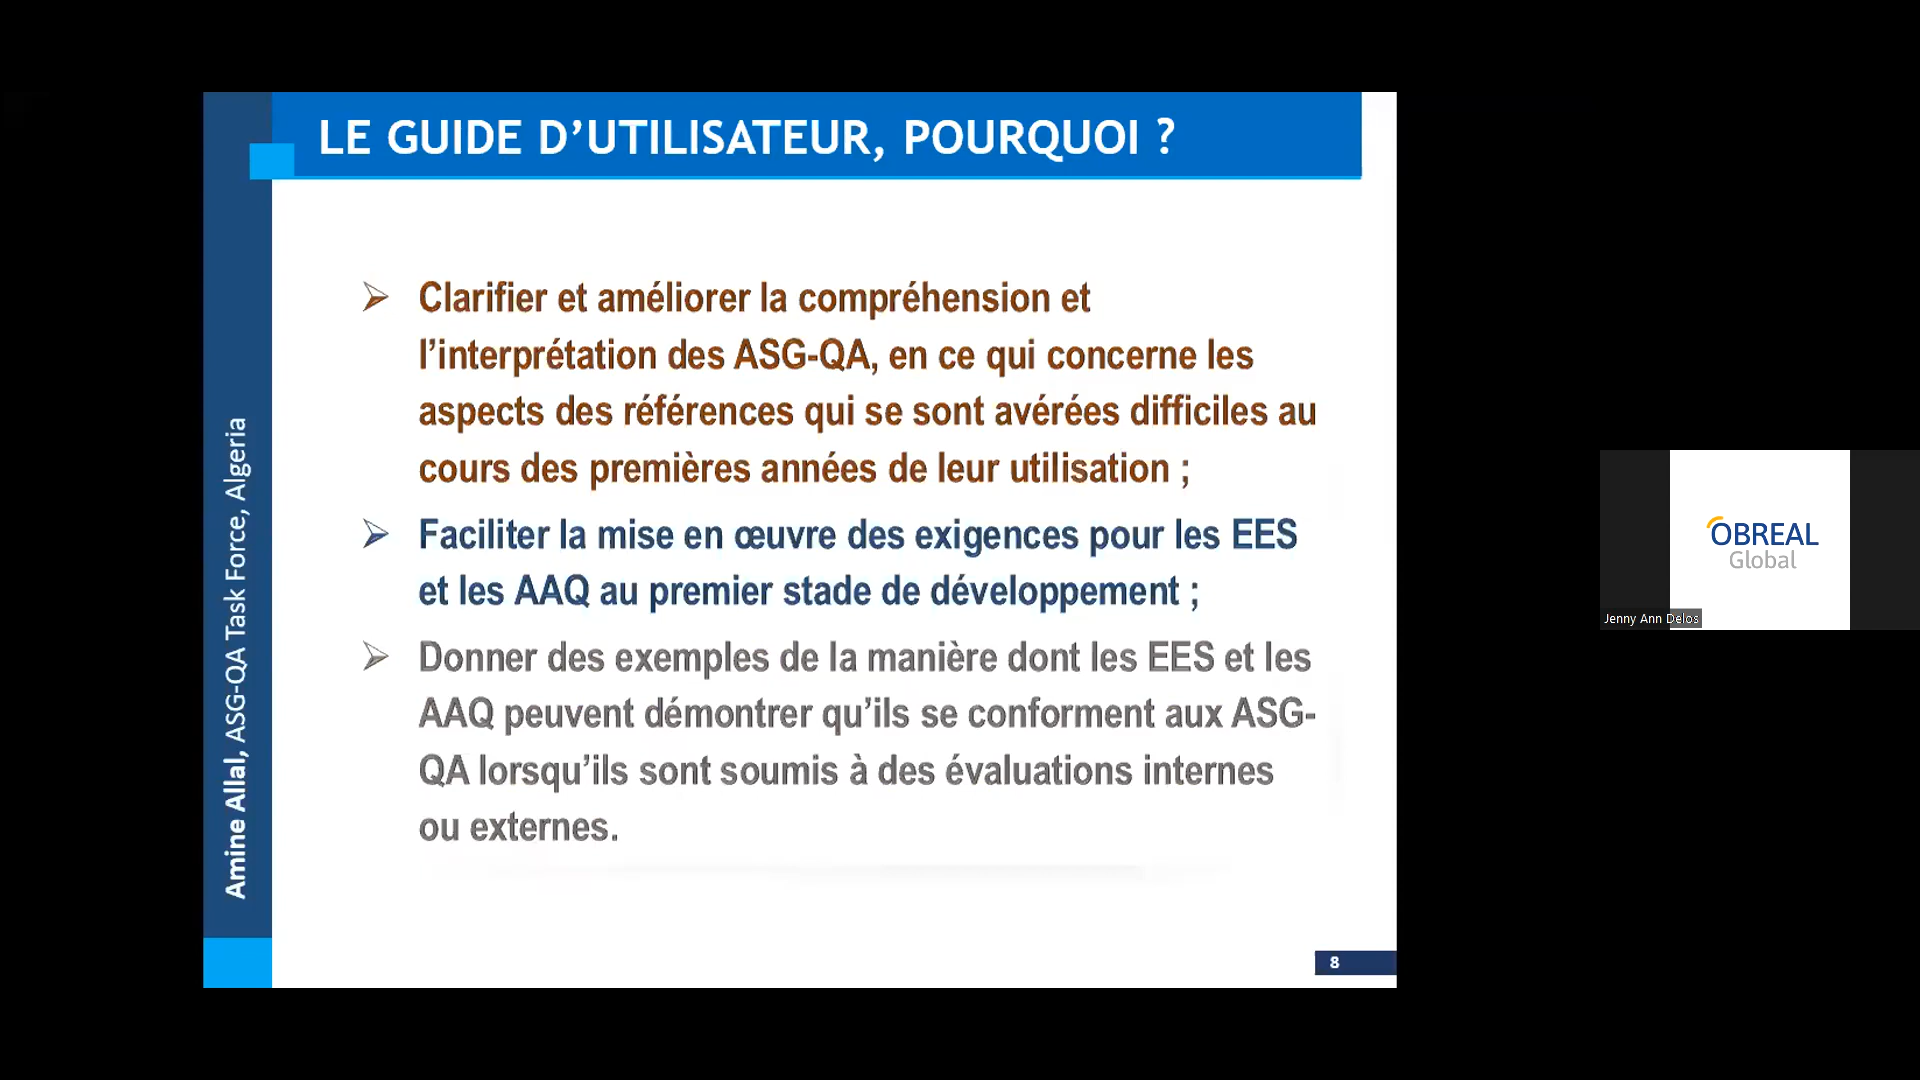 LE GUIDE D’UTILISATEUR, POURQUOI ?
Clarifier et améliorer la compréhension et
l’interprétation des ASG-QA, en ce qui concerne les
aspects des références qui se sont avérées difficiles au
cours des premières années de leur utilisation ;
Faciliter la mise en œuvre des exigences pour les EES
et les AAQ au premier stade de développement ;
Donner des exemples de la manière dont les EES et les
AAQ peuvent démontrer qu’ils se conforment aux ASG-
QA lorsqu’ils sont soumis à des évaluations internes
ou externes.
Amine Allal, ASG-QA Task Force, Algeria
8
OBREAL
Global
Jenny Ann Delos